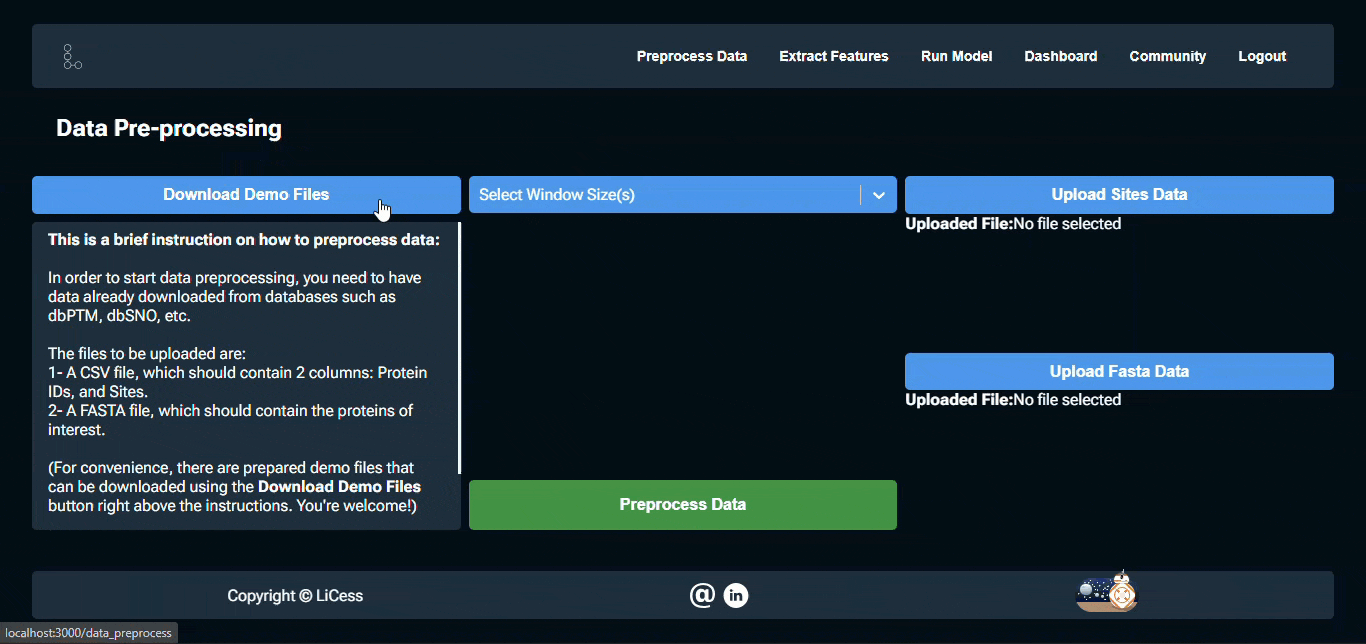 Preprocess Data Extract Features Run Model Dashboard Community Logout
Data Pre-processing
Download Demo Files
Select Window Size(s)
Upload Sites Data
Uploaded File:No file selected
This is a brief instruction on how to preprocess data:
In order to start data preprocessing, you need to have
data already downloaded from databases such as
dbPTM, dbSNO, etc.
The files to be uploaded are:
1- A CSV file, which should contain 2 columns: Protein
IDs, and Sites.
2- A FASTA file, which should contain the proteins of
interest.
(For convenience, there are prepared demo files that
can be downloaded using the Download Demo Files
button right above the instructions. You're welcome!)
Upload Fasta Data
Uploaded File:No file selected
Preprocess Data
Copyright © LiCess
@ in
localhost:3000/data_preprocess